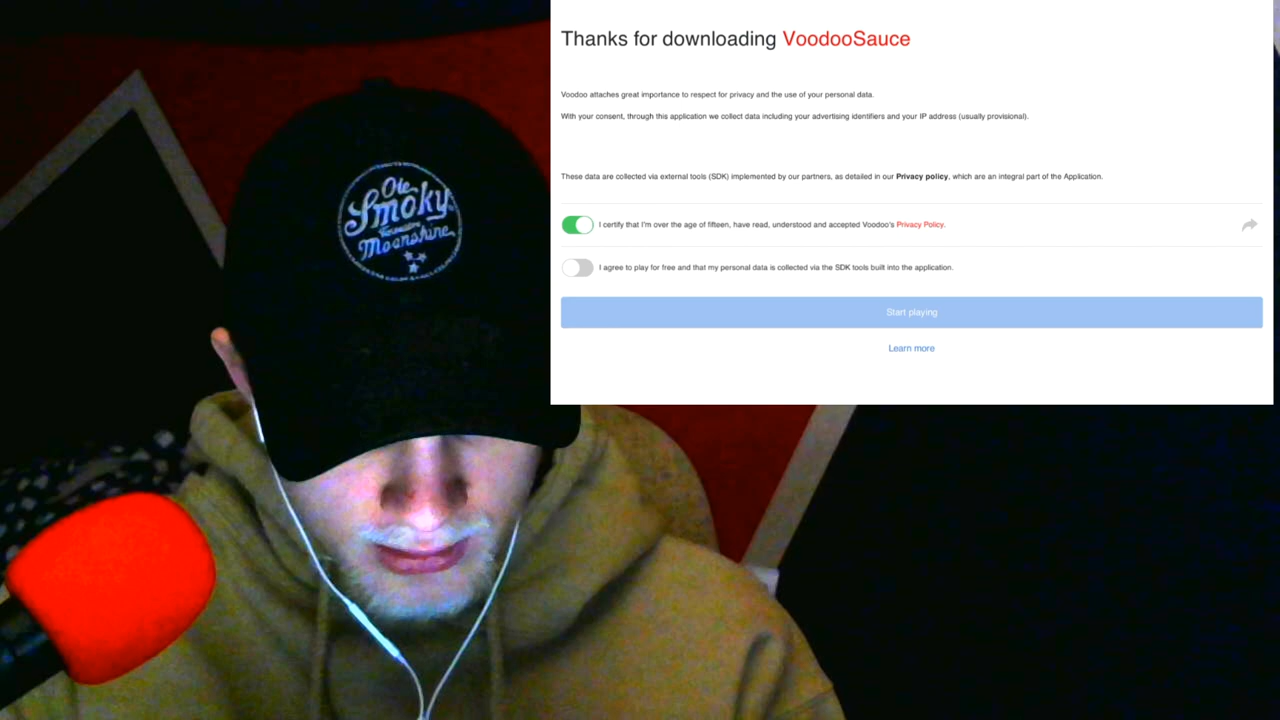 Thanks for downloading VoodooSauce
Voodoo attaches great importance to respect for privacy and the use of your personal data.
With your consent, through this application we collect data including your advertising identifiers and your IP address (usually provisional).
These data are collected via external tools (SDK) implemented by our partners, as detailed in our Privacy policy, which are an integral part of the Application.
I certify that I'm over the age of fifteen, have read, understood and accepted Voodoo's Privacy Policy.
I agree to play for free and that my personal data is collected via the SDK tools built into the application.
Start playing
Learn more
Ole
Smoky
Tennessee
Moonshine